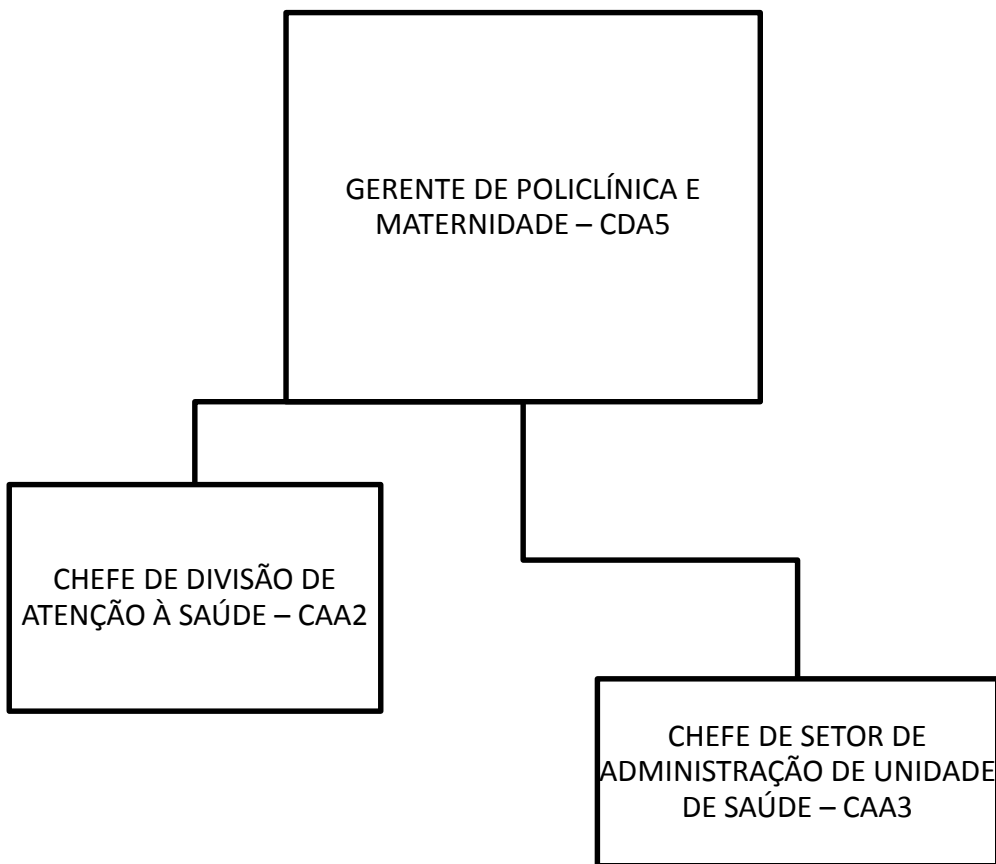 GERENTE DE POLICLÍNICA E
MATERNIDADE – CDA5
CHEFE DE DIVISÃO DE
ATENÇÃO À SAÚDE – CAA2
CHEFE DE SETOR DE
ADMINISTRAÇÃO DE UNIDADE
DE SAÚDE – CAA3